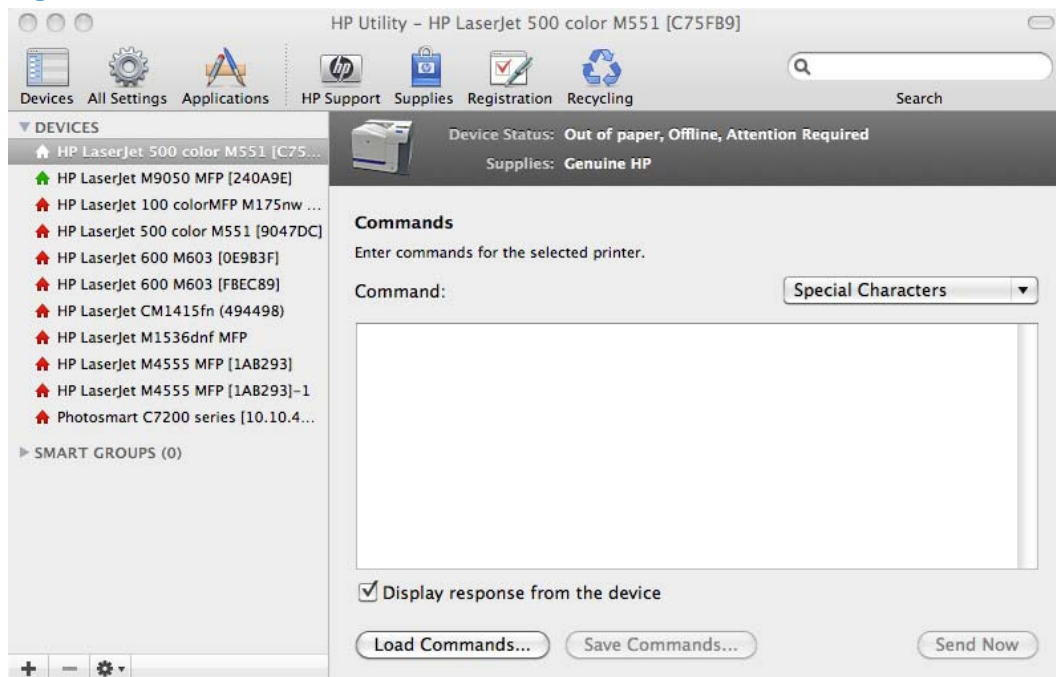 HP Utility – HP LaserJet 500 color M551 [C75FB9]
Devices All Settings Applications HP Support Supplies Registration Recycling Search
DEVICES
HP LaserJet 500 color M551 [C75...
HP LaserJet M9050 MFP [240A9E]
HP LaserJet 100 colorMFP M175nw ...
HP LaserJet 500 color M551 [9047DC]
HP LaserJet 600 M603 [0E9B3F]
HP LaserJet 600 M603 [FBEC89]
HP LaserJet CM1415fn (494498)
HP LaserJet M1536dnf MFP
HP LaserJet M4555 MFP [1AB293]
HP LaserJet M4555 MFP [1AB293]-1
Photosmart C7200 series [10.10.4...
SMART GROUPS (0)
Device Status: Out of paper, Offline, Attention Required
Supplies: Genuine HP
Commands
Enter commands for the selected printer.
Command: Special Characters
Display response from the device
Load Commands... Save Commands... Send Now